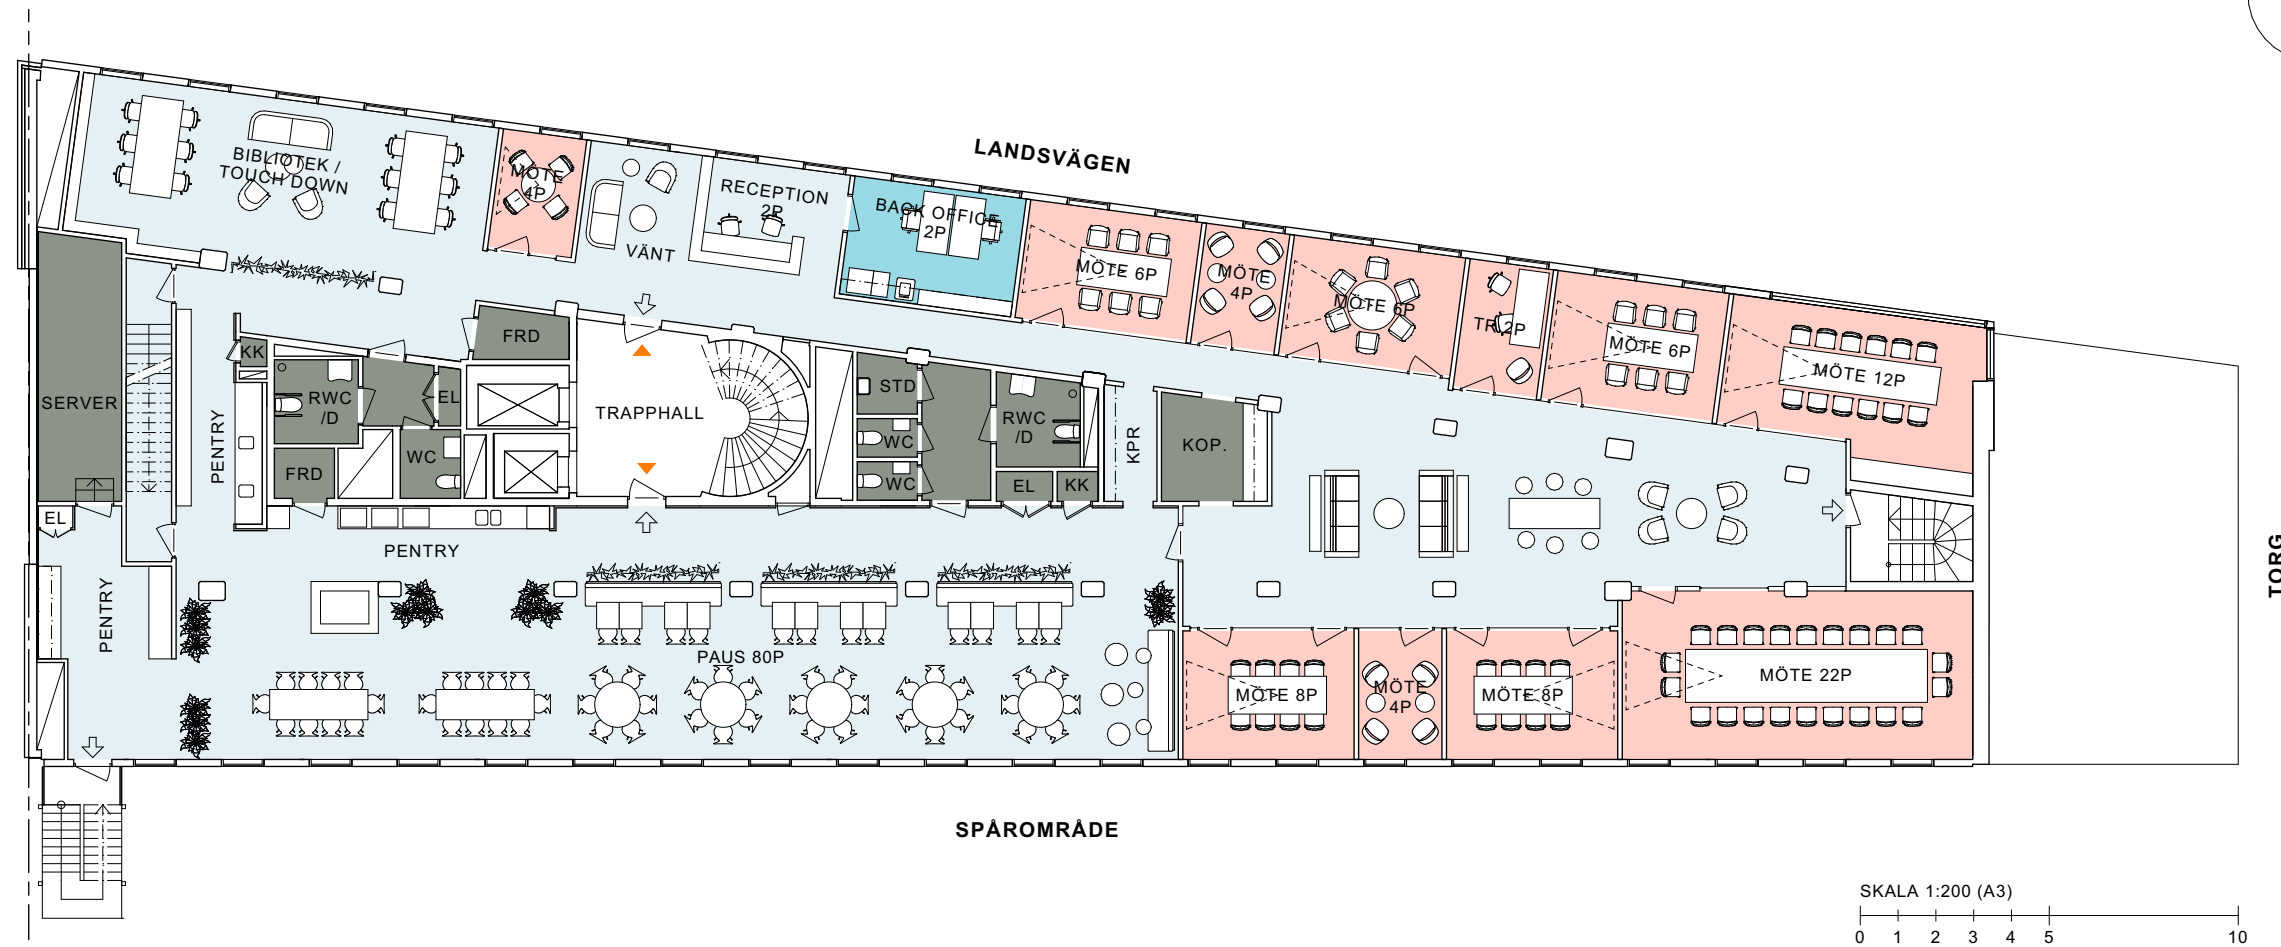 LANDSVÄGEN
BIBLIOTEK /
TOUCH DOWN
MÖTE
4P
VÄNT
RECEPTION
2P
BACK OFFICE
2P
MÖTE 6P
MÖTE
4P
MÖTE 6P
TR 2P
MÖTE 6P
MÖTE 12P
SERVER
KK
FRD
RWC
/D
EL
TRAPPHALL
STD
RWC
/D
KPR
KOP.
PENTRY
FRD
WC
WC
WC
EL
KK
EL
PENTRY
PENTRY
PAUS 80P
MÖTE 8P
MÖTE
4P
MÖTE 8P
MÖTE 22P
TORG
SPÅROMRÅDE
SKALA 1:200 (A3)
0 1 2 3 4 5 10